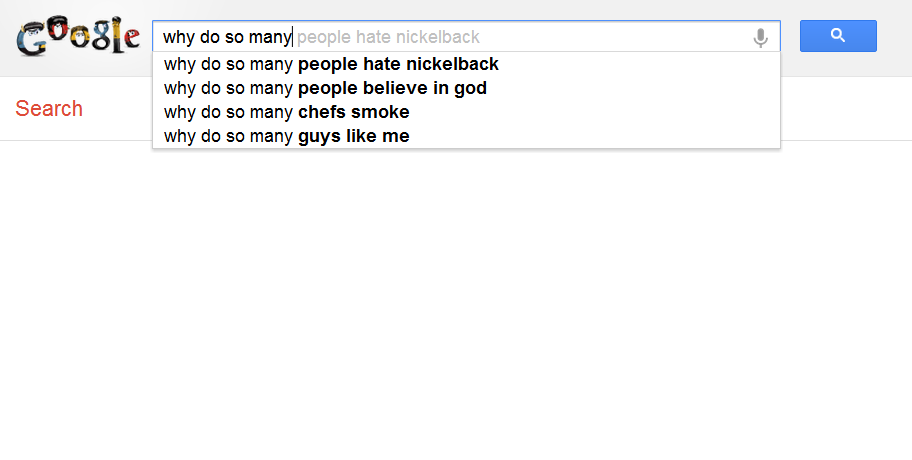 Google
why do so many people hate nickelback
why do so many people hate nickelback
why do so many people believe in god
why do so many chefs smoke
why do so many guys like me
Search